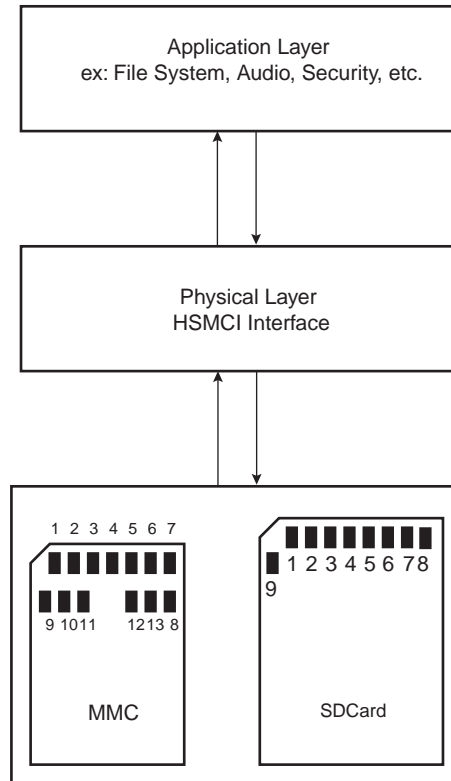 Application Layer
ex: File System, Audio, Security, etc.
Physical Layer
HSMCI Interface
1 2 3 4 5 6 7
9 10 11 12 13 8
MMC
1 2 3 4 5 6 7 8
9
SDCard